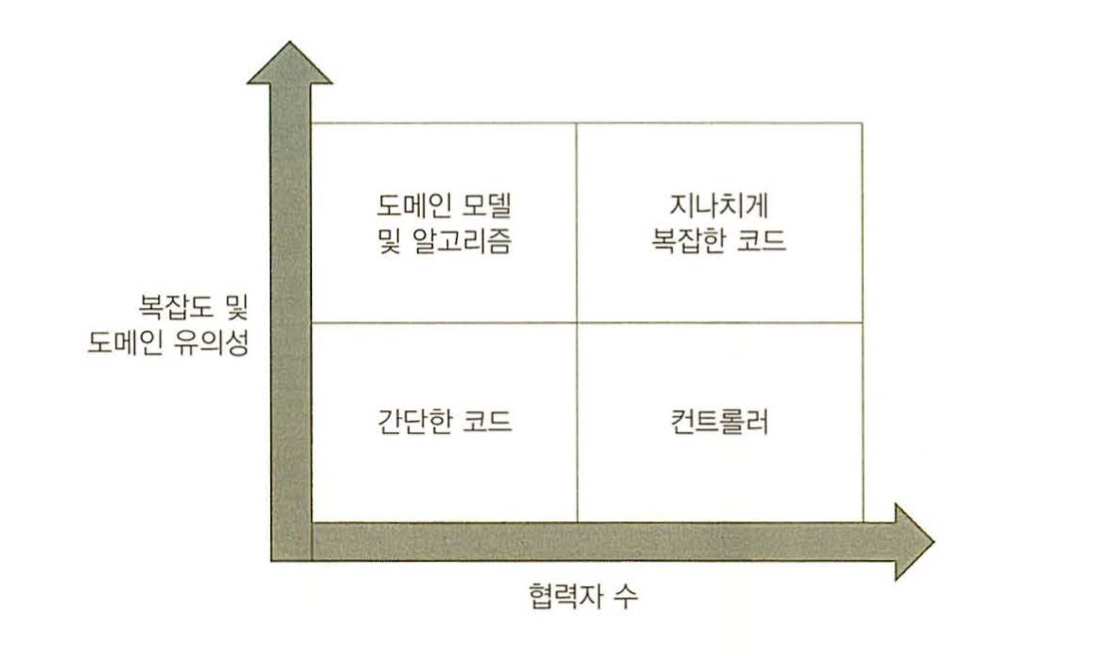 도메인 모델
및 알고리즘
지나치게
복잡한 코드
복잡도 및
도메인 유의성
간단한 코드
컨트롤러
협력자 수